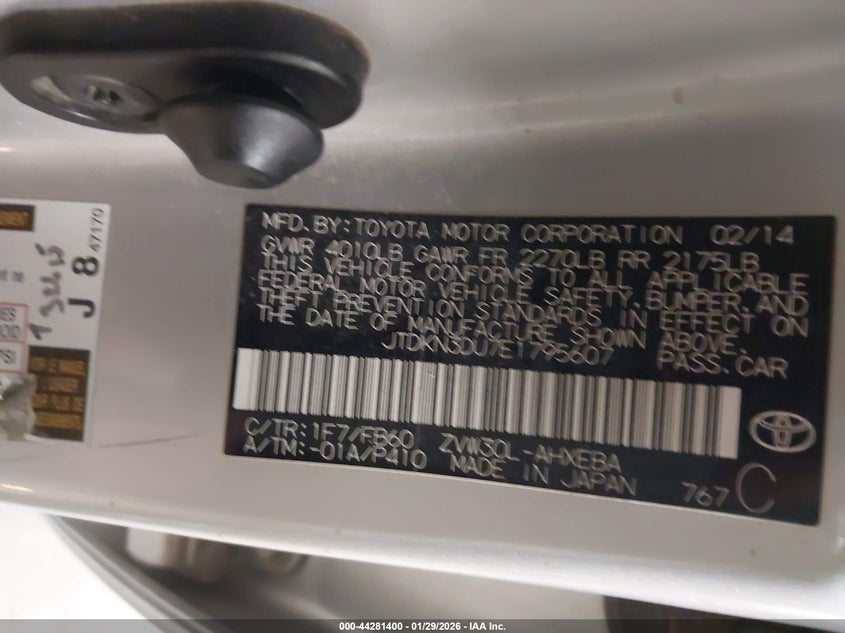 MFD.BY:TOYOTA MOTOR CORPORATION 02/14
GVWR 4010LB GAWR FR 2270LB RR 2175LB
THIS VEHICLE CONFORMS TO ALL APPLICABLE
FEDERAL MOTOR VEHICLE SAFETY, BUMPER, AND
THEFT PREVENTION STANDARDS IN EFFECT ON
THE DATE OF MANUFACTURE SHOWN ABOVE.
JTDKN3DU7E1795607 PASS.CAR
C/TR:1F7/FB60 ZVW30L-AHXEBA
A/TM:-01A/P410 MADE IN JAPAN 767 C
J 8 47170
000-44281400 - 01/29/2026 - IAA Inc.